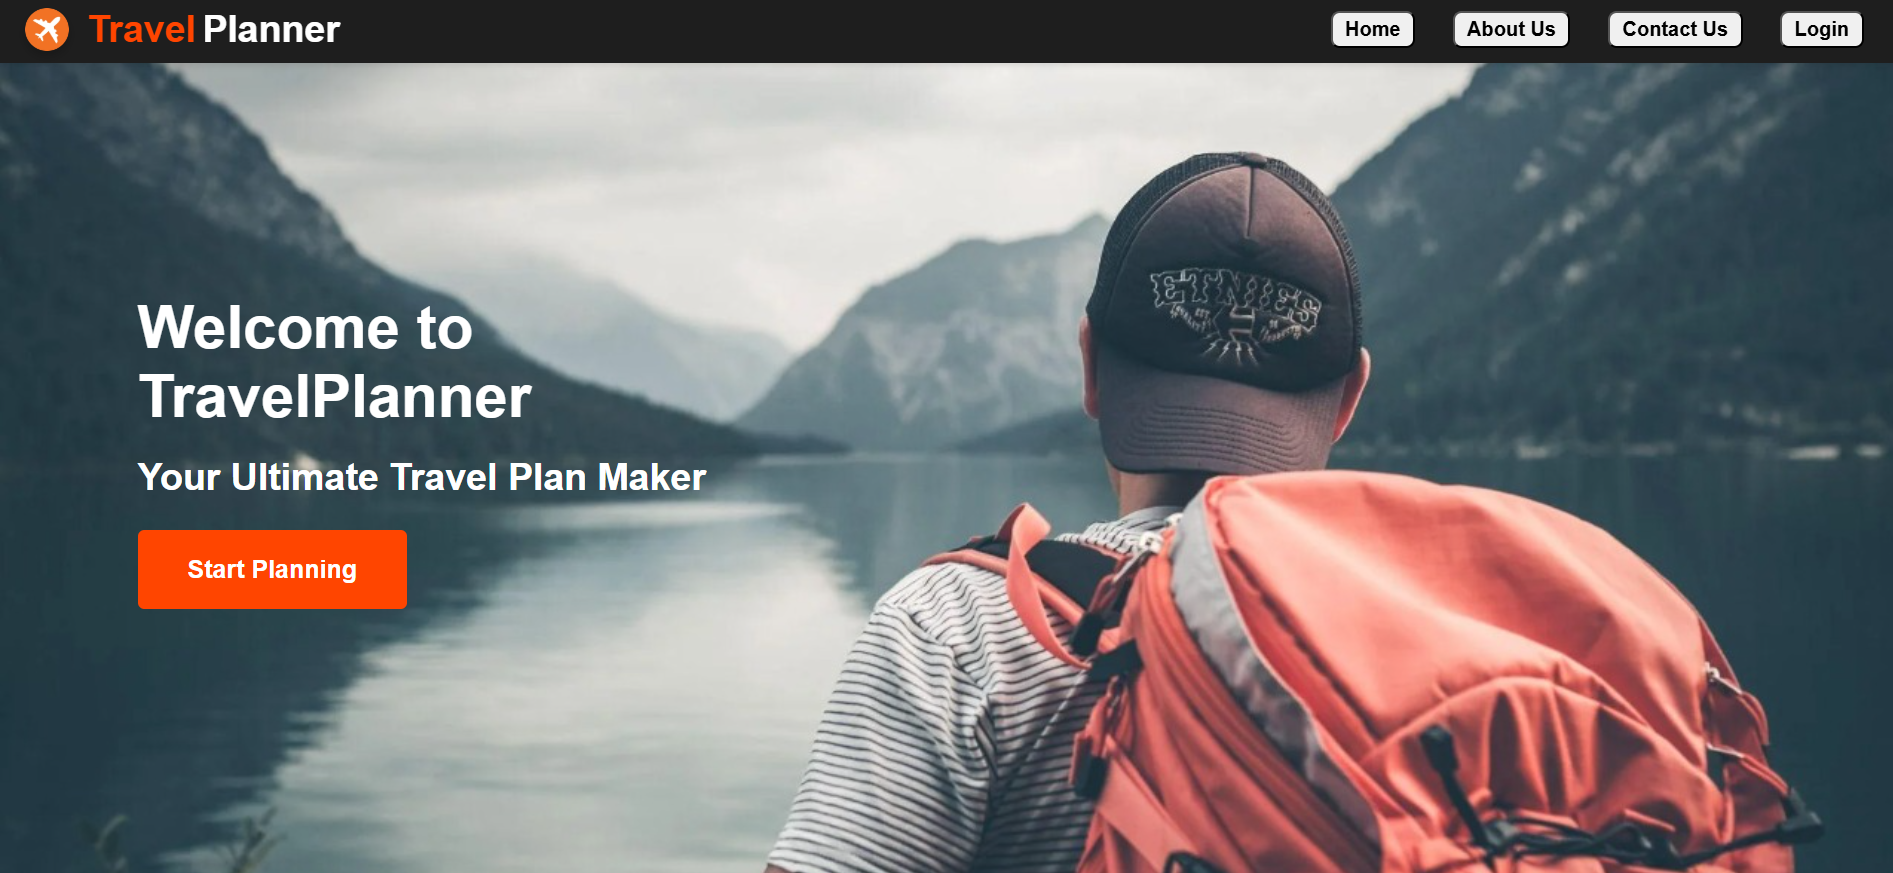 Travel Planner
Home
About Us
Contact Us
Login
Welcome to
TravelPlanner
Your Ultimate Travel Plan Maker
Start Planning
ETNIES